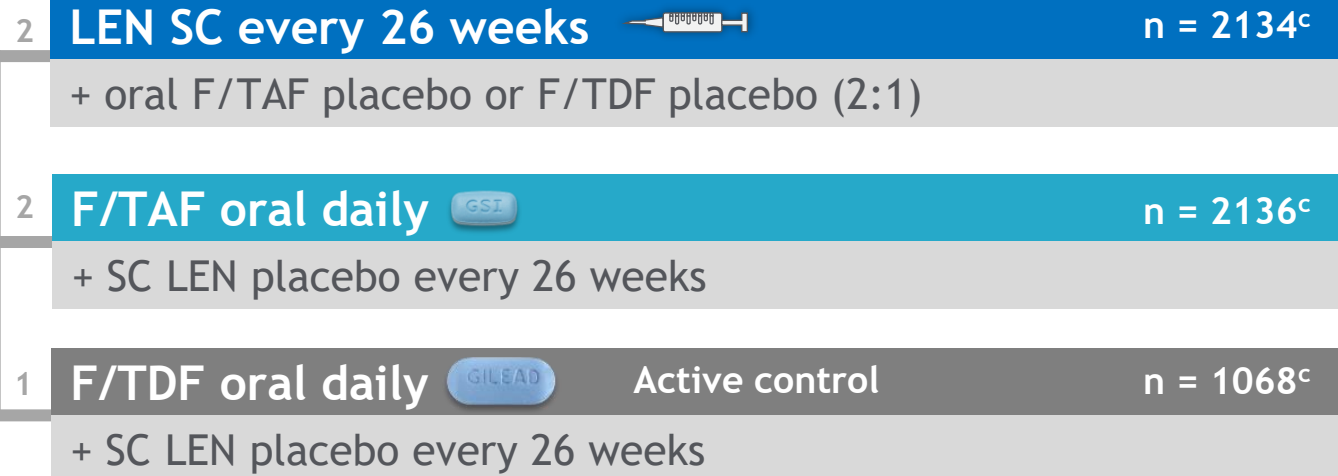 2 LEN SC every 26 weeks n = 2134ᶜ
+ oral F/TAF placebo or F/TDF placebo (2:1)
2 F/TAF oral daily GSI n = 2136ᶜ
+ SC LEN placebo every 26 weeks
1 F/TDF oral daily GILEAD Active control n = 1068ᶜ
+ SC LEN placebo every 26 weeks